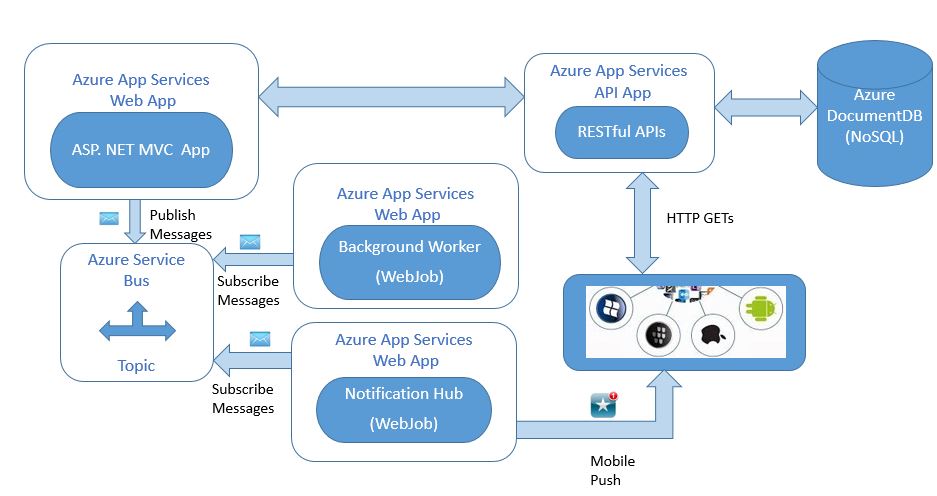 Azure App Services
Web App
ASP. NET MVC App
Azure App Services
API App
RESTful APIs
Azure
DocumentDB
(NoSQL)
Publish
Messages
Azure App Services
Web App
Background Worker
(WebJob)
HTTP GETs
Azure Service
Bus
Topic
Subscribe
Messages
Azure App Services
Web App
Notification Hub
(WebJob)
Subscribe
Messages
1
Mobile
Push